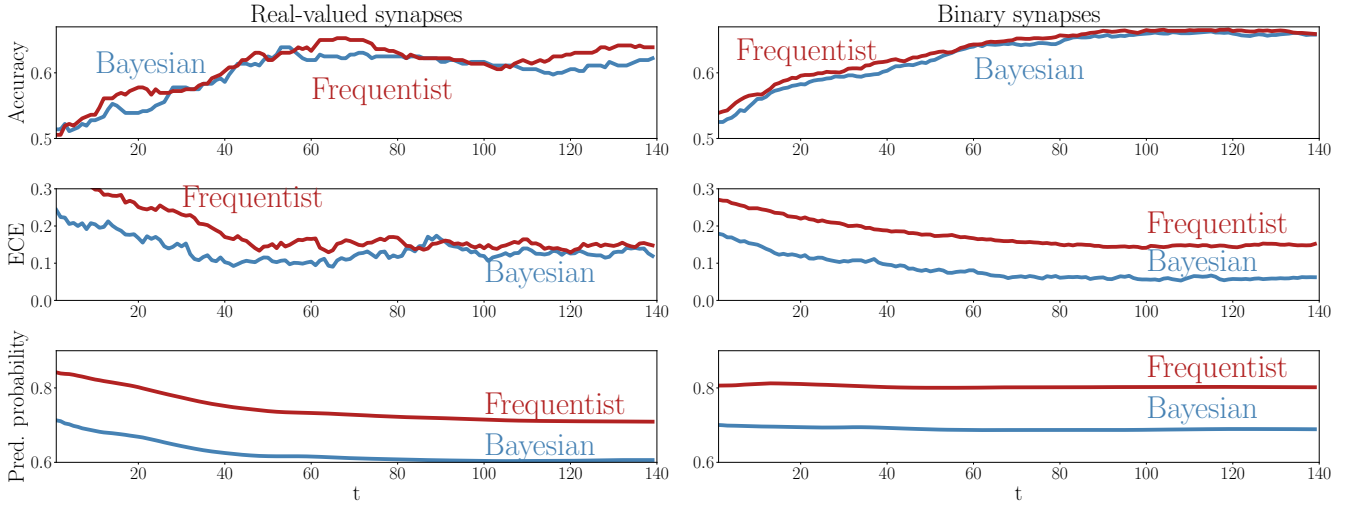 Real-valued synapses
Binary synapses
Accuracy
0.6
0.5
Bayesian
Frequentist
20 40 60 80 100 120 140
0.6
0.5
Frequentist
Bayesian
20 40 60 80 100 120 140
ECE
0.3
0.2
0.1
0.0
Frequentist
Bayesian
20 40 60 80 100 120 140
0.3
0.2
0.1
0.0
Frequentist
Bayesian
20 40 60 80 100 120 140
Pred. probability
0.8
0.6
Frequentist
Bayesian
20 40 60 80 100 120 140
t
0.8
0.6
Frequentist
Bayesian
20 40 60 80 100 120 140
t